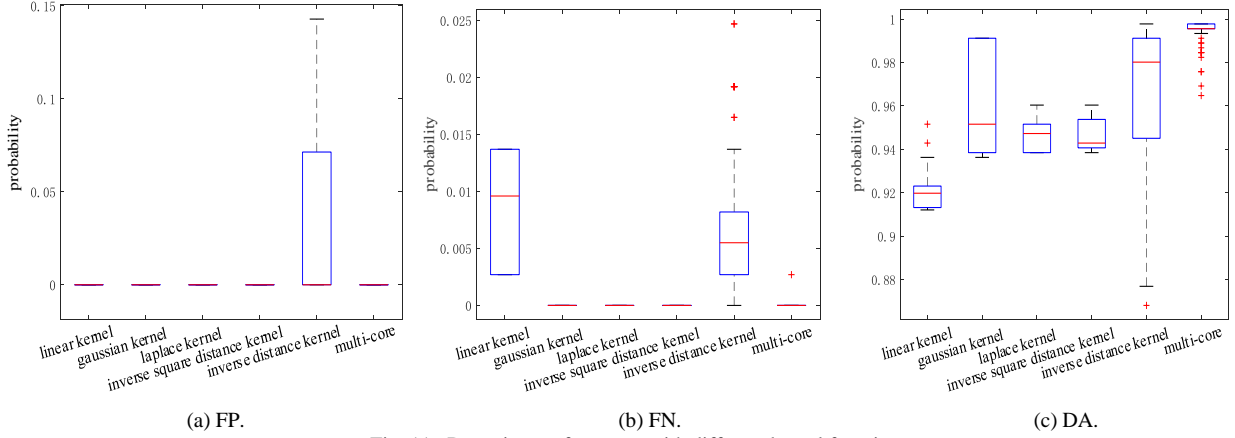 0.15
0.1
0.05
0
probability
linear kernel
gaussian kernel
laplace kernel
inverse square distance kernel
inverse distance kernel
multi-core
(a) FP.
0.025
0.02
0.015
0.01
0.005
0
probability
linear kernel
gaussian kernel
laplace kernel
inverse square distance kernel
inverse distance kernel
multi-core
(b) FN.
1
0.98
0.96
0.94
0.92
0.9
0.88
probability
linear kernel
gaussian kernel
laplace kernel
inverse square distance kernel
inverse distance kernel
multi-core
(c) DA.